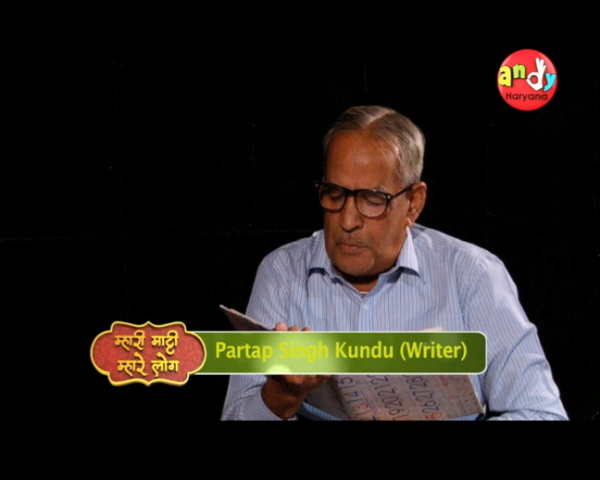 andy
Haryana
म्हारी माट्टी
म्हारे लोग
Partap Singh Kundu (Writer)